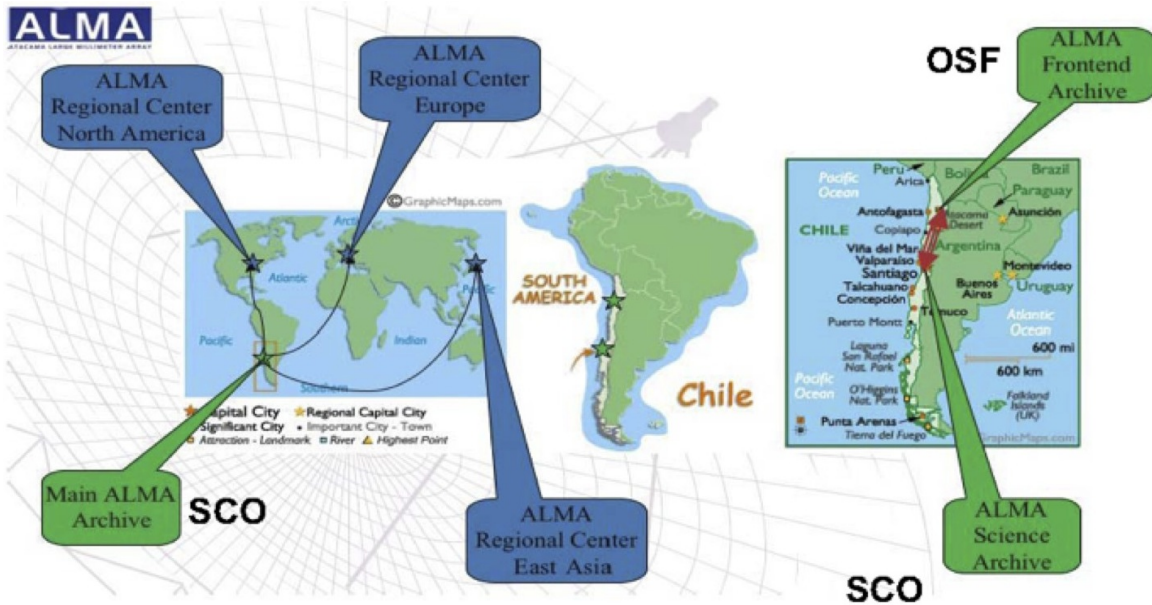 ALMA
ATACAMA LARGE MILLIMETER ARRAY
ALMA
Regional Center
North America
ALMA
Regional Center
Europe
OSF
ALMA
Frontend
Archive
©GraphicMaps.com
Arctic
Atlantic
Pacific
Pacific
Indian
Southern
Capital City
Regional Capital City
Significant City
Important City - Town
Attraction - Landmark
River
Highest Point
SOUTH
AMERICA
Chile
Peru
Bolivia
Brazil
Pacific
Ocean
Arica
Paraguay
Antofagasta
Atacama
Desert
Asunción
Copiapo
CHILE
Argentina
Viña del Mar
Valparaíso
Santiago
Montevideo
Buenos
Aires
Uruguay
Talcahuano
Concepción
Temuco
Puerto Montt
Atlantic
Ocean
Laguna
San Rafael
Nat. Park
600 mi
600 km
Pacific
Ocean
O'Higgins
Nat. Park
Falkland
Islands
(UK)
Punta Arenas
Tierra del Fuego
GraphicMaps.com
Main ALMA
Archive
SCO
ALMA
Regional Center
East Asia
ALMA
Science
Archive
SCO